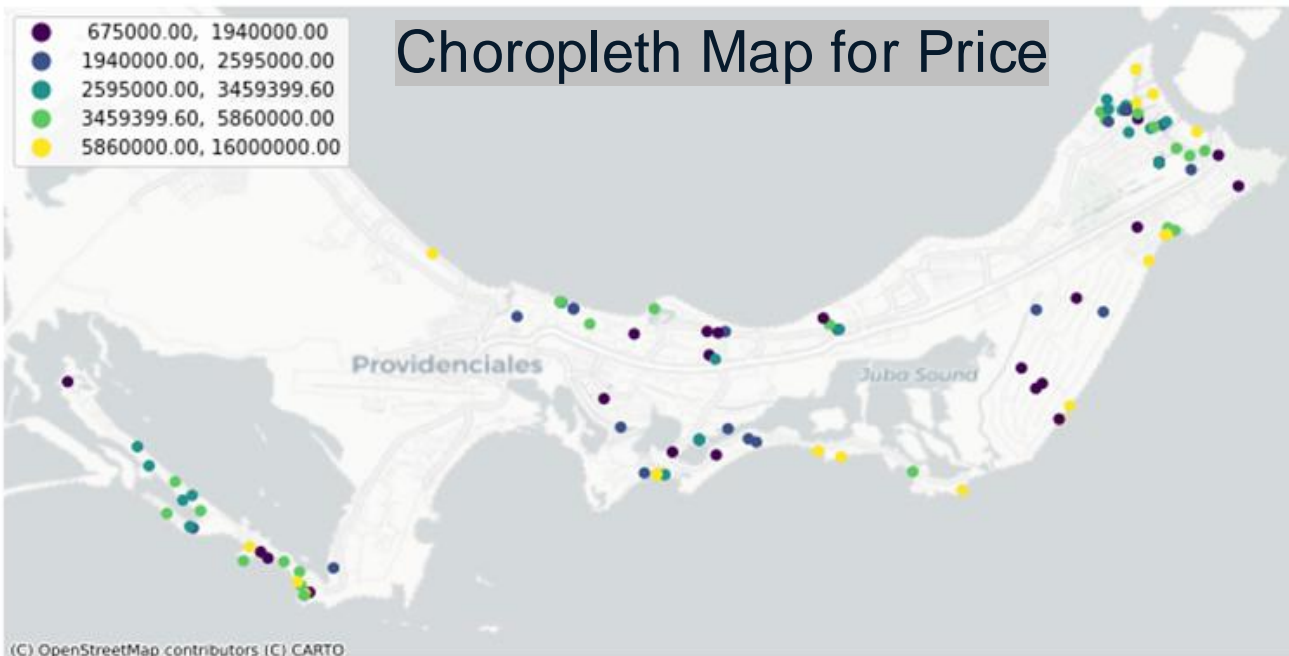 Choropleth Map for Price
675000.00, 1940000.00
1940000.00, 2595000.00
2595000.00, 3459399.60
3459399.60, 5860000.00
5860000.00, 16000000.00
Providenciales
Juba Sound
(C) OpenStreetMap contributors (C) CARTO